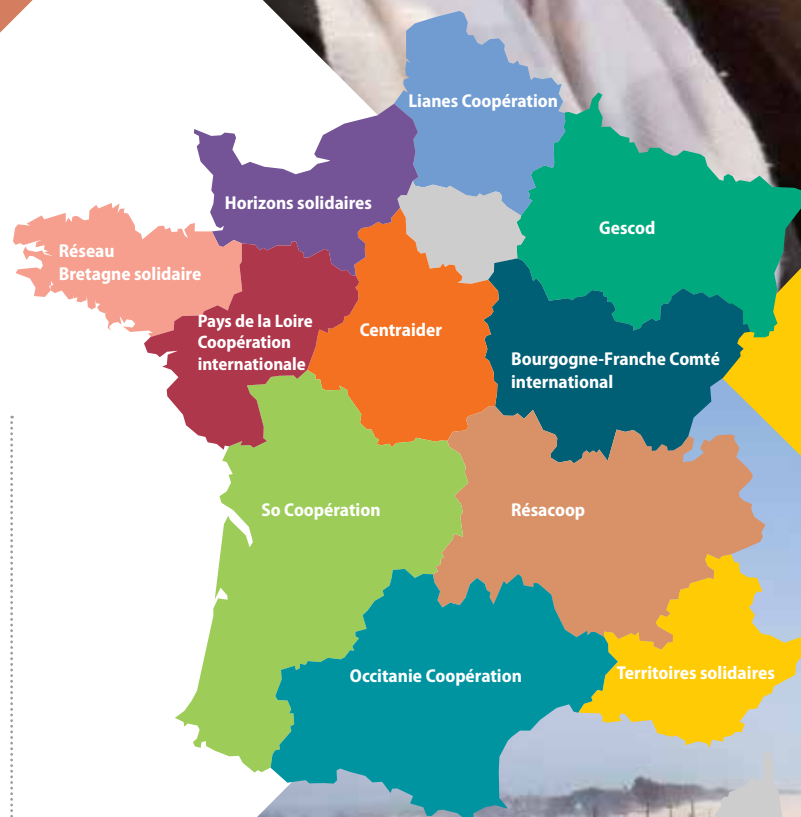 Lianes Coopération
Horizons solidaires
Gescod
Réseau
Bretagne solidaire
Pays de la Loire
Coopération
internationale
Centraider
Bourgogne-Franche Comté
international
So Coopération
Résacoop
Occitanie Coopération
Territoires solidaires